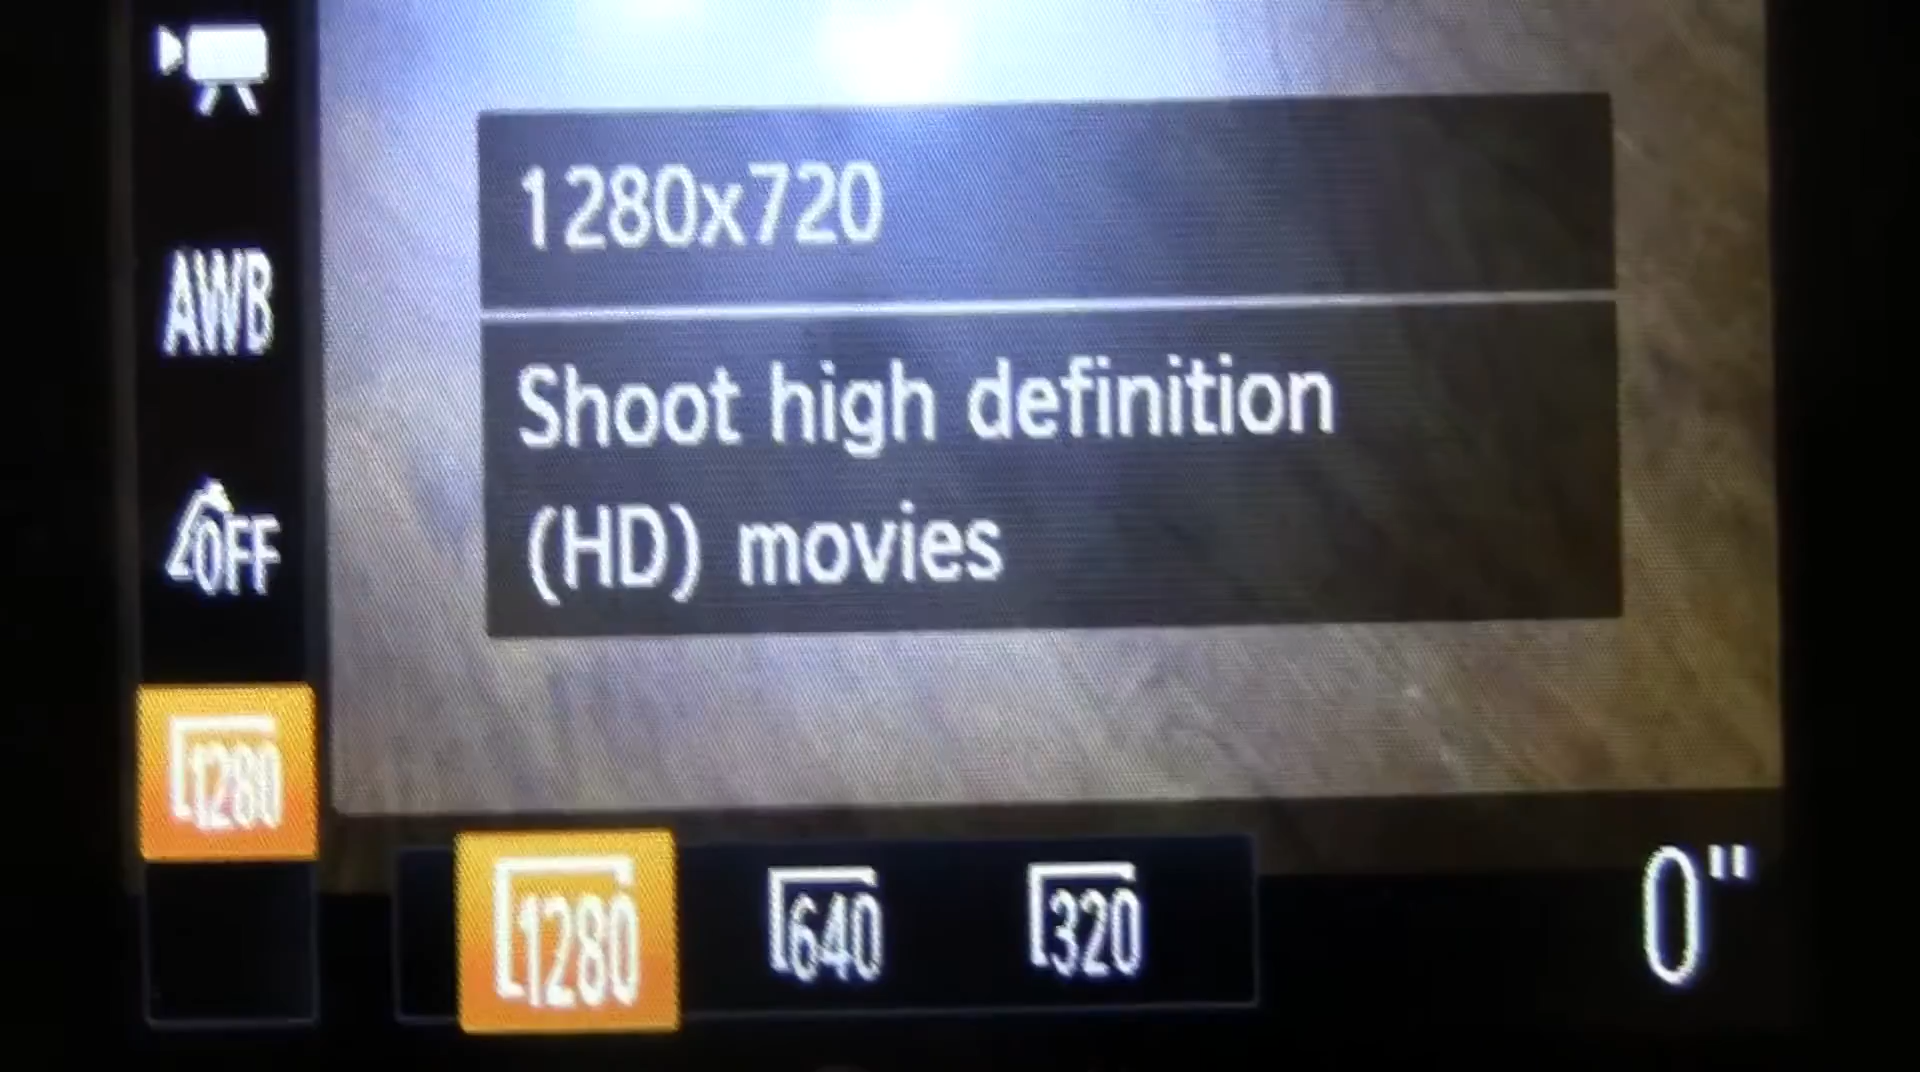 1280x720
Shoot high definition
(HD) movies
AWB
OFF
1280
1280 640 320 0"